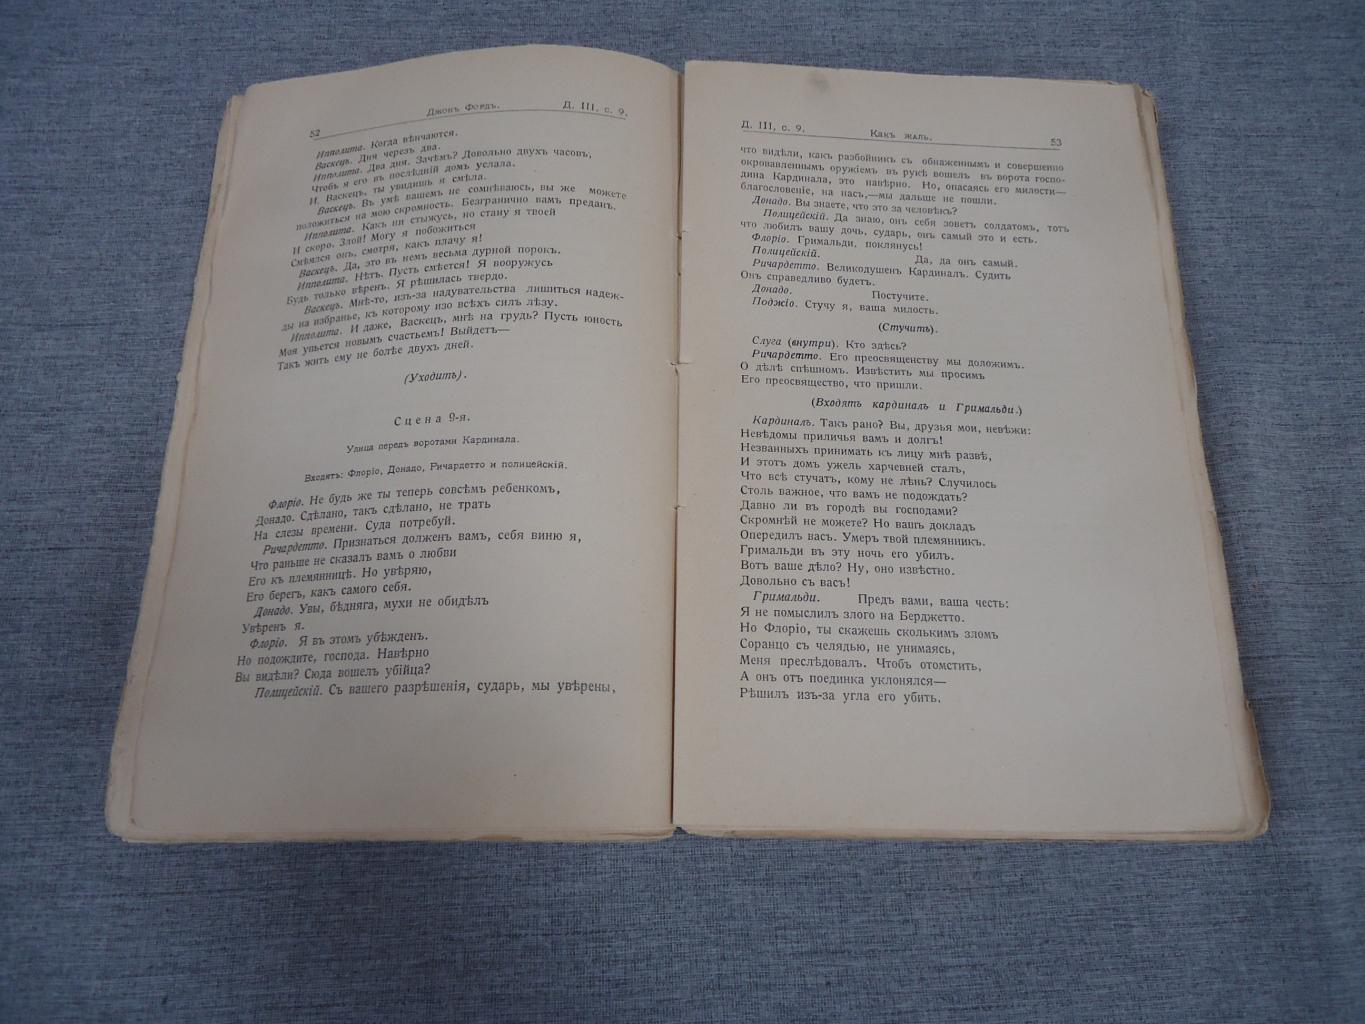 52
Джонъ Фордъ.
Д. III, с. 9.
Ипполита. Когда вѣнчаются.
Васкецъ. Дня черезъ два.
Ипполита. Два дня. Зачѣмъ? Довольно двухъ часовъ,
Чтобъ я его въ послѣдній домъ услала.
И, Васкецъ, ты увидишь я смѣла.
Васкецъ. Въ умѣ вашемъ не сомнѣваюсь, вы же можете
положиться на мою скромность. Безгранично вамъ преданъ.
Ипполита. Какъ ни стыжусь, но стану я твоей
И скоро. Злой! Могу я побожиться
Смѣялся онъ, смотря, какъ плачу я!
Васкецъ. Да, это въ немъ весьма дурной порокъ.
Ипполита. Нѣтъ. Пусть смѣется! Я вооружусь
Будь только вѣренъ. Я рѣшилась твердо.
Васкецъ. Мнѣ-то, изъ-за надувательства лишиться надеж-
ды на избранье, къ которому изо всѣхъ силъ лѣзу.
Ипполита. И даже, Васкецъ, мнѣ на грудь? Пусть юность
Моя упьется новымъ счастьемъ! Выйдетъ—
Такъ жить ему не болѣе двухъ дней.
(Уходитъ).
Сцена 9-я.
Улица передъ воротами Кардинала.
Входятъ: Флоріо, Донадо, Ричардетто и полицейскій.
Флоріо. Не будь же ты теперь совсѣмъ ребенкомъ,
Донадо. Сдѣлано, такъ сдѣлано, не трать
На слезы времени. Суда потребуй.
Ричардетто. Признаться долженъ вамъ, себя виню я,
Что раньше не сказалъ вамъ о любви
Его къ племянницѣ. Но увѣряю,
Его берегъ, какъ самого себя.
Донадо. Увы, бѣдняга, мухи не обидѣлъ
Увѣренъ я.
Флоріо. Я въ этомъ убѣжденъ.
Но подождите, господа. Навѣрно
Вы видѣли? Сюда вошелъ убійца?
Полицейскій. Съ вашего разрѣшенія, сударь, мы увѣрены,
Д. III, с. 9.
Какъ жаль.
53
что видѣли, какъ разбойник съ обнаженнымъ и совершенно
окровавленнымъ оружіемъ въ рукѣ вошелъ въ ворота госпо-
дина Кардинала, это навѣрно. Но, опасаясь его милости—
благословеніе, на насъ,—мы дальше не пошли.
Донадо. Вы знаете, что это за человѣкъ?
Полицейскій. Да знаю, онъ себя зоветъ солдатомъ, тотъ
что любилъ вашу дочь, сударь, онъ самый это и есть.
Флоріо. Гримальди, поклянусь!
Полицейскій. Да, да онъ самый.
Ричардетто. Великодушенъ Кардиналъ. Судить
Онъ справедливо будетъ.
Донадо. Постучите.
Поджіо. Стучу я, ваша милость.
(Стучитъ).
Слуга (внутри). Кто здѣсь?
Ричардетто. Его преосвященству мы доложимъ.
О дѣлѣ спѣшномъ. Извѣстить мы просимъ
Его преосвящество, что пришли.
(Входятъ кардиналъ и Гримальди.)
Кардиналъ. Такъ рано? Вы, друзья мои, невѣжи:
Невѣдомы приличья вамъ и долгъ!
Незванныхъ принимать къ лицу мнѣ развѣ,
И этотъ домъ ужель харчевней сталъ,
Что всѣ стучатъ, кому не лѣнь? Случилось
Столь важное, что вамъ не подождать?
Давно ли въ городѣ вы господами?
Скромнѣй не можете? Но вашъ докладъ
Опередилъ васъ. Умеръ твой племянникъ.
Гримальди въ эту ночь его убилъ.
Вотъ ваше дѣло? Ну, оно извѣстно.
Довольно съ васъ!
Гримальди. Предъ вами, ваша честь:
Я не помыслилъ злого на Берджетто.
Но Флоріо, ты скажешь сколькимъ зломъ
Соранцо съ челядью, не унимаясь,
Меня преслѣдовалъ. Чтобъ отомстить,
А онъ отъ поединка уклонялся—
Рѣшил изъ-за угла его убить.